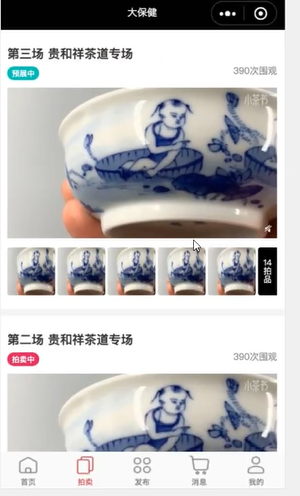 大保健
第三场 贵和祥茶道专场
预展中
390次围观
小茶书
14
拍
品
第二场 贵和祥茶道专场
拍卖中
390次围观
小茶书
首页
拍卖
发布
消息
我的